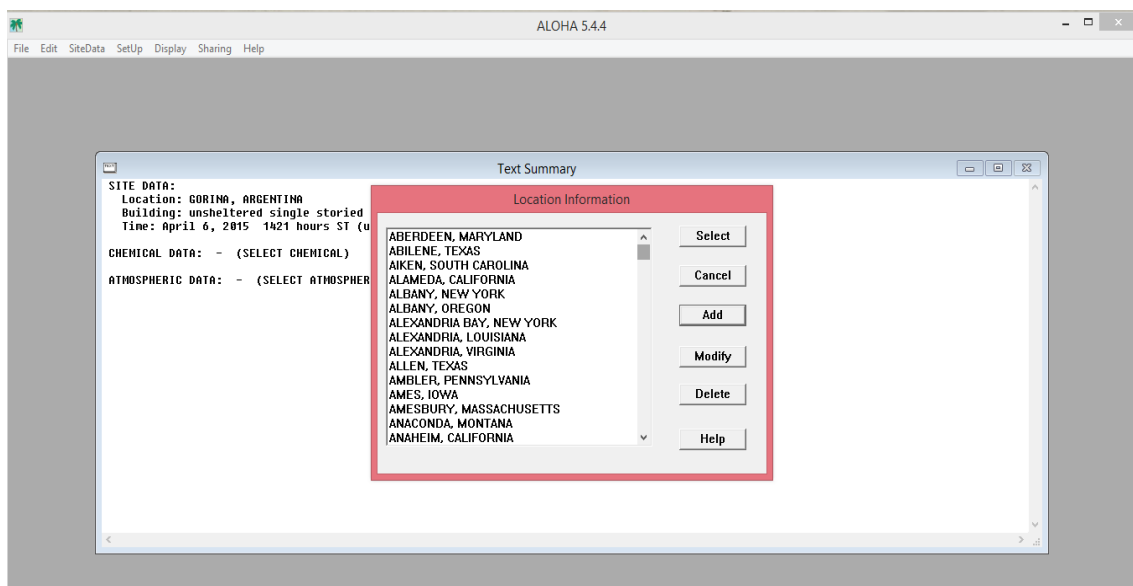 ALOHA 5.4.4
File Edit SiteData SetUp Display Sharing Help
Text Summary
SITE DATA:
Location: GORINA, ARGENTINA
Building: unsheltered single storied
Time: April 6, 2015 1421 hours ST (u
CHEMICAL DATA: - (SELECT CHEMICAL)
ATMOSPHERIC DATA: - (SELECT ATMOSPHER
Location Information
ABERDEEN, MARYLAND
ABILENE, TEXAS
AIKEN, SOUTH CAROLINA
ALAMEDA, CALIFORNIA
ALBANY, NEW YORK
ALBANY, OREGON
ALEXANDRIA BAY, NEW YORK
ALEXANDRIA, LOUISIANA
ALEXANDRIA, VIRGINIA
ALLEN, TEXAS
AMBLER, PENNSYLVANIA
AMES, IOWA
AMESBURY, MASSACHUSETTS
ANACONDA, MONTANA
ANAHEIM, CALIFORNIA
Select
Cancel
Add
Modify
Delete
Help